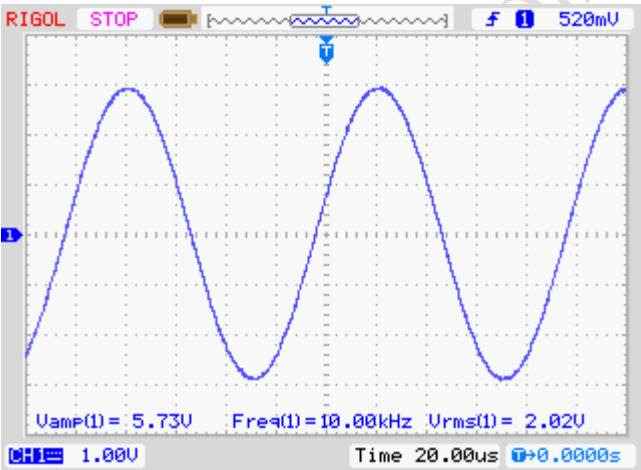 RIGOL STOP T 1 520mV
T
1
Vamp(1)= 5.73V Freq(1)=10.00kHz Vrms(1)= 2.02V
CH1 1.00V Time 20.00us T→0.0000s